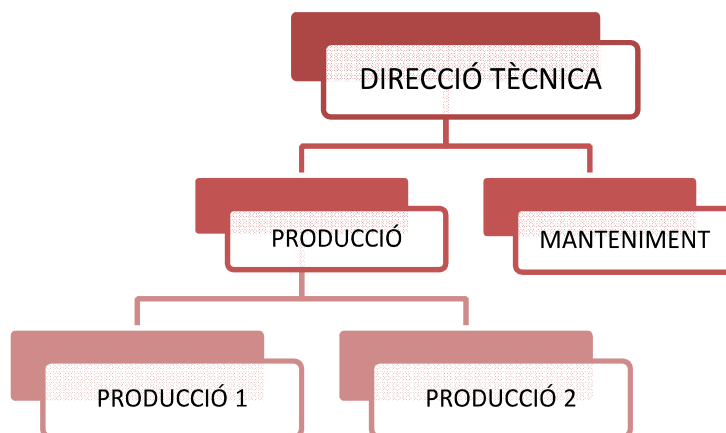 DIRECCIÓ TÈCNICA
PRODUCCIÓ
MANTENIMENT
PRODUCCIÓ 1
PRODUCCIÓ 2